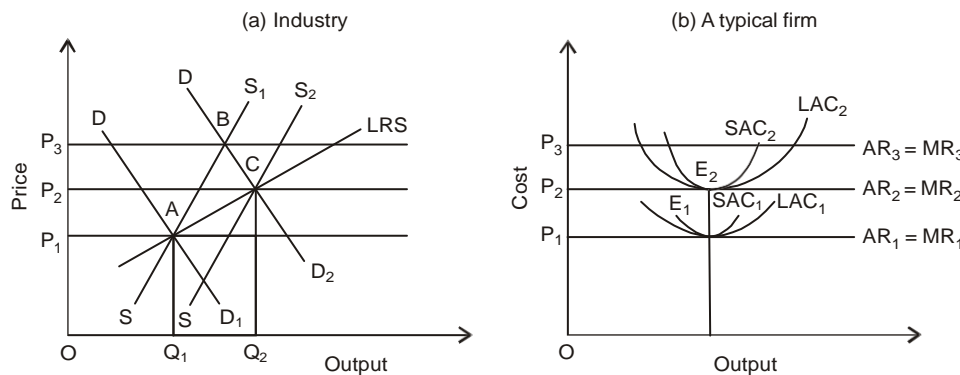 (a) Industry
(b) A typical firm
D
D
S₁
S₂
B
LRS
P₃
C
P₂
A
P₁
Price
D₂
S
S
D₁
O
Q₁
Q₂
Output
LAC₂
SAC₂
P₃
AR₃ = MR₃
E₂
P₂
AR₂ = MR₂
E₁
SAC₁
LAC₁
P₁
AR₁ = MR₁
Cost
O
Output